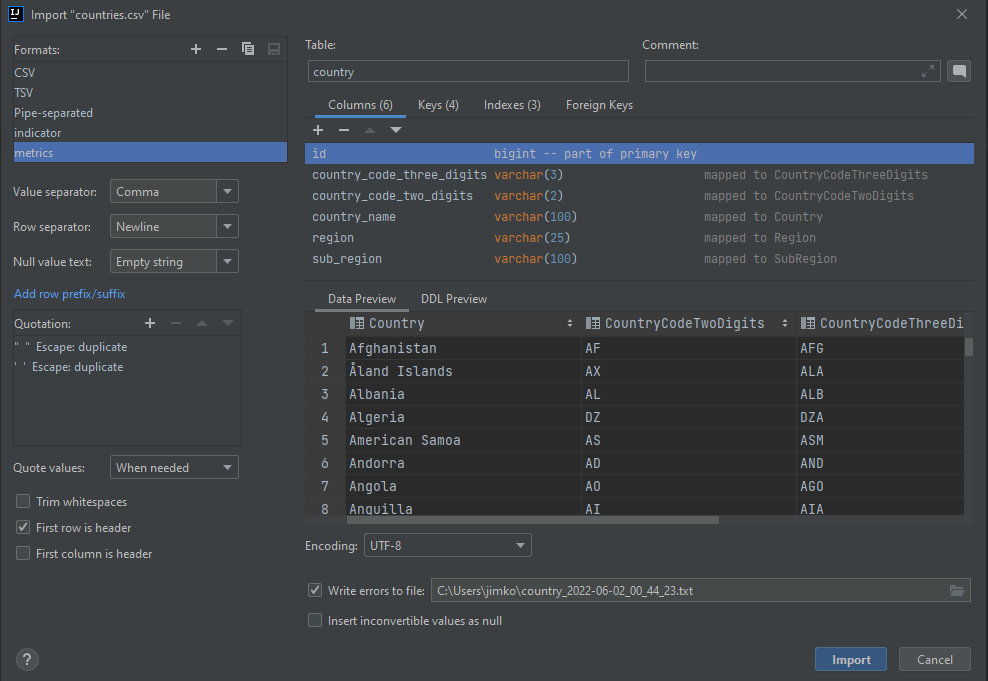 IJ Import "countries.csv" File
Formats:
CSV
TSV
Pipe-separated
indicator
metrics
Value separator: Comma
Row separator: Newline
Null value text: Empty string
Add row prefix/suffix
Quotation:
" " Escape: duplicate
' ' Escape: duplicate
Quote values: When needed
Trim whitespaces
First row is header
First column is header
?
Table:
country
Comment:
Columns (6) Keys (4) Indexes (3) Foreign Keys
id bigint -- part of primary key
country_code_three_digits varchar(3) mapped to CountryCodeThreeDigits
country_code_two_digits varchar(2) mapped to CountryCodeTwoDigits
country_name varchar(100) mapped to Country
region varchar(25) mapped to Region
sub_region varchar(100) mapped to SubRegion
Data Preview DDL Preview
Country CountryCodeTwoDigits CountryCodeThreeDi
1 Afghanistan AF AFG
2 Åland Islands AX ALA
3 Albania AL ALB
4 Algeria DZ DZA
5 American Samoa AS ASM
6 Andorra AD AND
7 Angola AO AGO
8 Anguilla AI AIA
Encoding: UTF-8
Write errors to file: C:\Users\jimko\country_2022-06-02_00_44_23.txt
Insert inconvertible values as null
Import Cancel